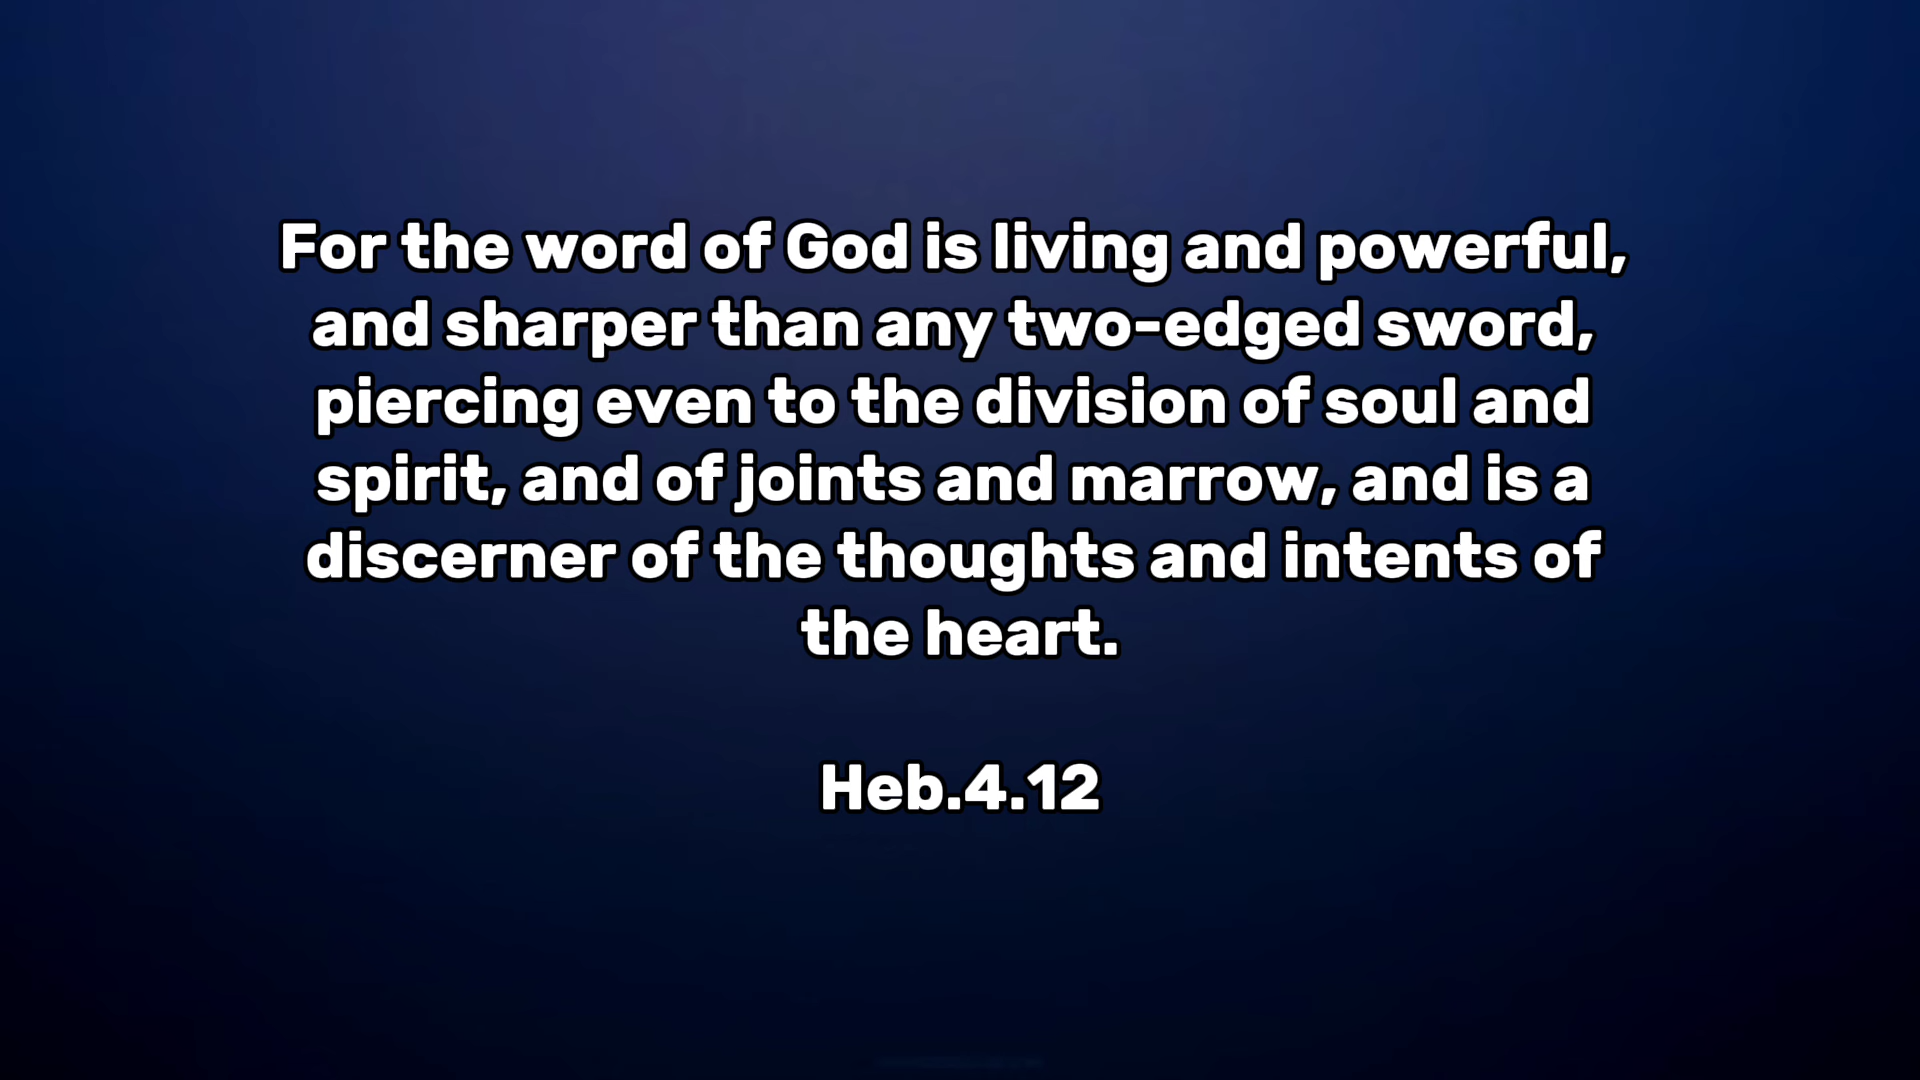 For the word of God is living and powerful,
and sharper than any two-edged sword,
piercing even to the division of soul and
spirit, and of joints and marrow, and is a
discerner of the thoughts and intents of
the heart.
Heb.4.12